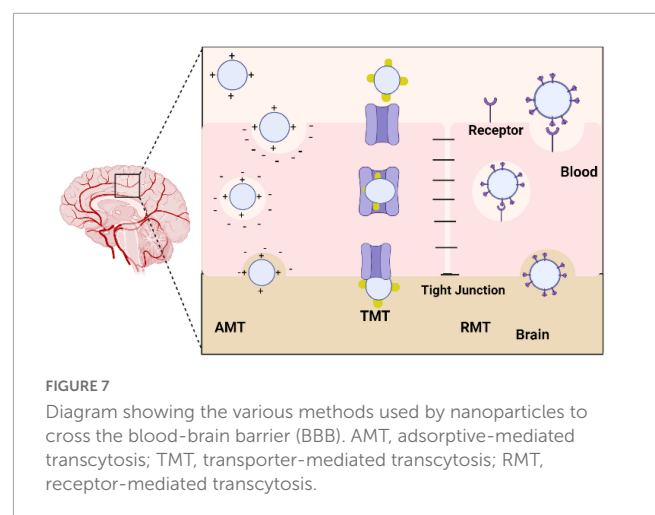 Receptor
Blood
Tight Junction
AMT
TMT
RMT
Brain
FIGURE 7
Diagram showing the various methods used by nanoparticles to
cross the blood-brain barrier (BBB). AMT, adsorptive-mediated
transcytosis; TMT, transporter-mediated transcytosis; RMT,
receptor-mediated transcytosis.